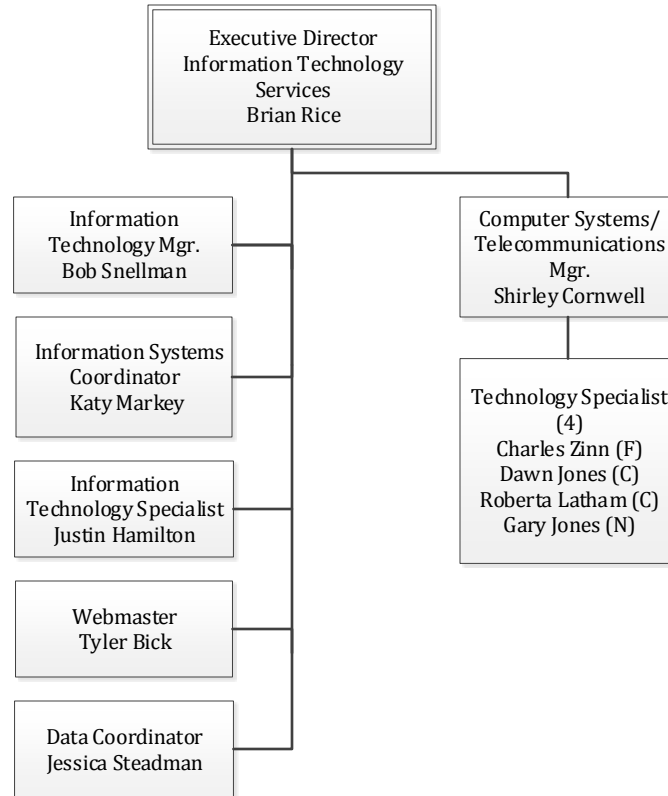 Executive Director
Information Technology
Services
Brian Rice
Information
Technology Mgr.
Bob Snellman
Information Systems
Coordinator
Katy Markey
Information
Technology Specialist
Justin Hamilton
Webmaster
Tyler Bick
Data Coordinator
Jessica Steadman
Computer Systems/
Telecommunications
Mgr.
Shirley Cornwell
Technology Specialist
(4)
Charles Zinn (F)
Dawn Jones (C)
Roberta Latham (C)
Gary Jones (N)